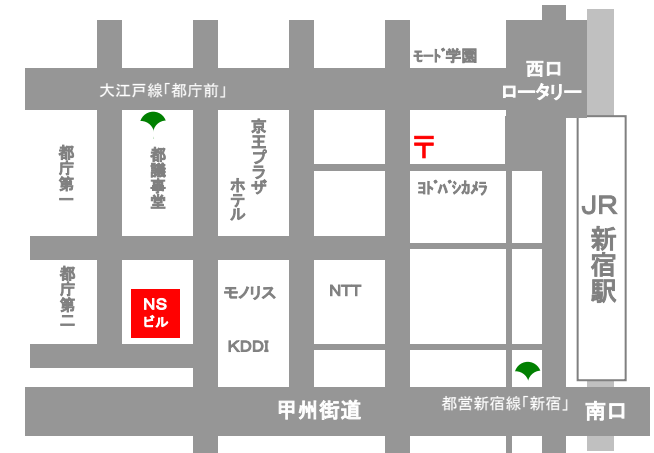 モード学園
西口
ロータリー
大江戸線「都庁前」
京王プラザ
ホテル
都庁第一
都議事堂
〒
ヨドバシカメラ
JR
新宿駅
都庁第二
NS
ビル
モノリス
NTT
KDDI
甲州街道
都営新宿線「新宿」
南口